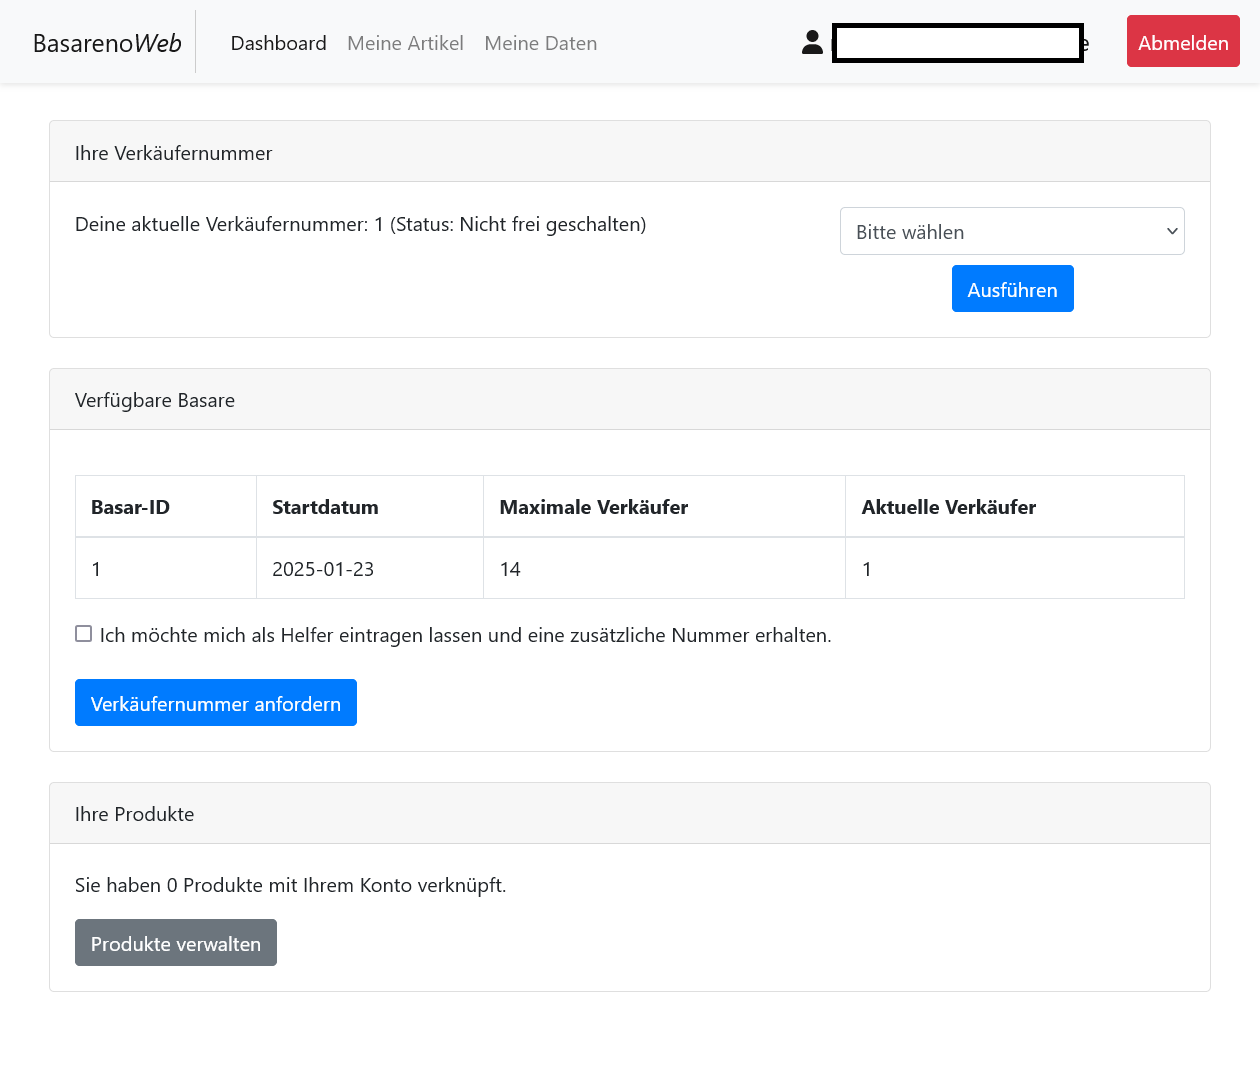 BasarenoWeb Dashboard Meine Artikel Meine Daten Abmelden
Ihre Verkäufernummer
Deine aktuelle Verkäufernummer: 1 (Status: Nicht frei geschalten)
Bitte wählen
Ausführen
Verfügbare Basare
Basar-ID Startdatum Maximale Verkäufer Aktuelle Verkäufer
1 2025-01-23 14 1
Ich möchte mich als Helfer eintragen lassen und eine zusätzliche Nummer erhalten.
Verkäufernummer anfordern
Ihre Produkte
Sie haben 0 Produkte mit Ihrem Konto verknüpft.
Produkte verwalten